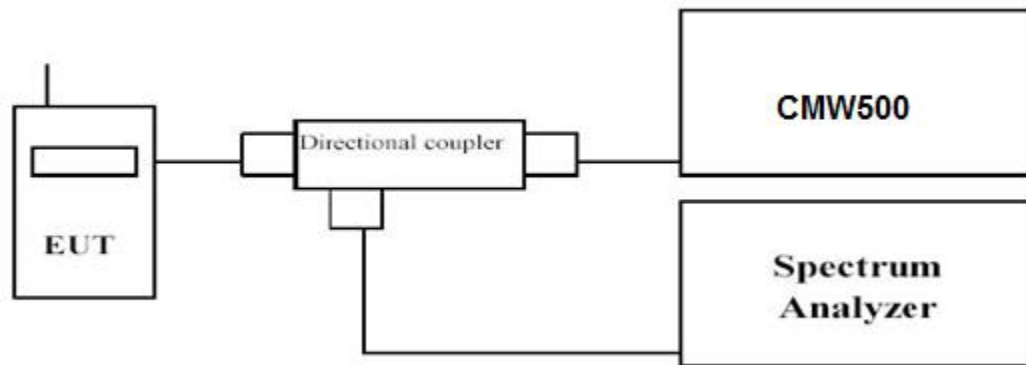 CMW500
Directional coupler
EUT
Spectrum
Analyzer